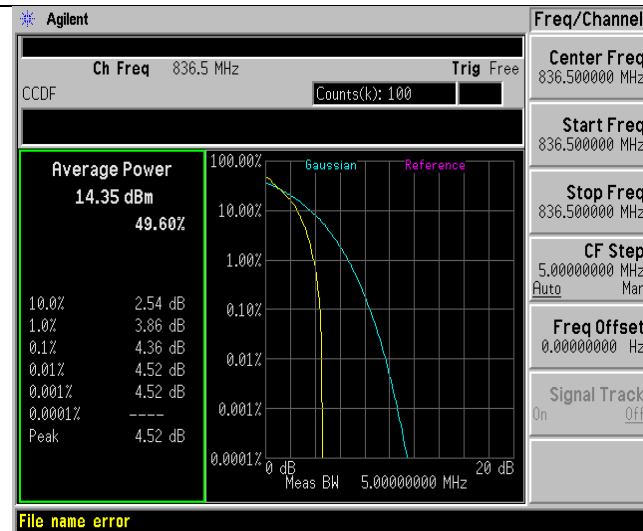 Agilent
Freq/Channel
Ch Freq 836.5 MHz Trig Free
CCDF Counts(k): 100
Center Freq
836.500000 MHz
Start Freq
836.500000 MHz
Stop Freq
836.500000 MHz
CF Step
5.00000000 MHz
Auto Man
Freq Offset
0.00000000 Hz
Signal Track
On Off
Average Power
14.35 dBm
49.60%
10.0% 2.54 dB
1.0% 3.86 dB
0.1% 4.36 dB
0.01% 4.52 dB
0.001% 4.52 dB
0.0001% ----
Peak 4.52 dB
Gaussian Reference
100.00%
10.00%
1.00%
0.10%
0.01%
0.001%
0.0001%
0 dB 20 dB
Meas BW 5.00000000 MHz
File name error